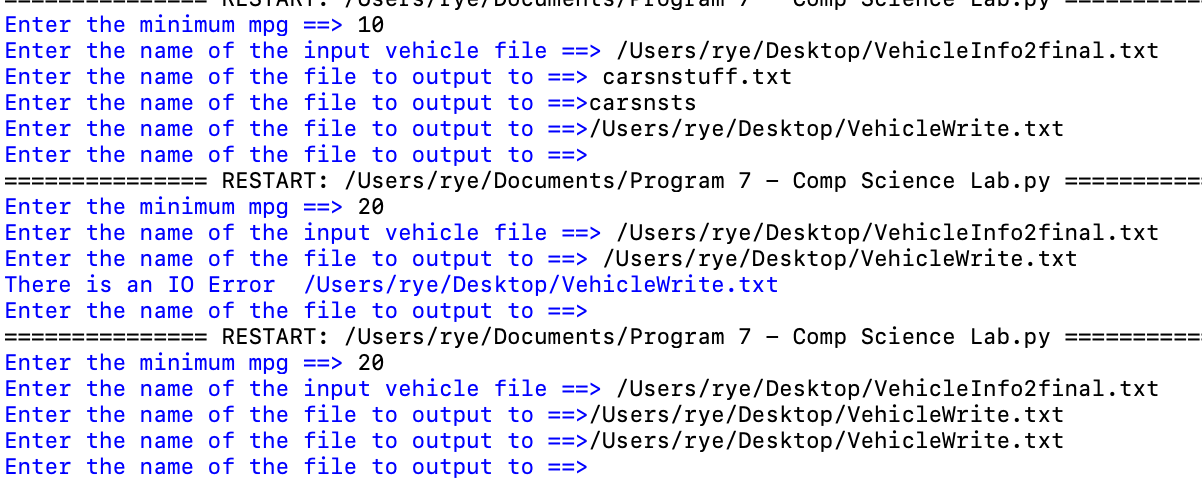 =============== RESTART: /Users/rye/Documents/Program 7 - Comp Science Lab.py ==========
Enter the minimum mpg ==> 10
Enter the name of the input vehicle file ==> /Users/rye/Desktop/VehicleInfo2final.txt
Enter the name of the file to output to ==> carsnstuff.txt
Enter the name of the file to output to ==>carsnsts
Enter the name of the file to output to ==>/Users/rye/Desktop/VehicleWrite.txt
Enter the name of the file to output to ==>
=============== RESTART: /Users/rye/Documents/Program 7 - Comp Science Lab.py ==========
Enter the minimum mpg ==> 20
Enter the name of the input vehicle file ==> /Users/rye/Desktop/VehicleInfo2final.txt
Enter the name of the file to output to ==> /Users/rye/Desktop/VehicleWrite.txt
There is an IO Error  /Users/rye/Desktop/VehicleWrite.txt
Enter the name of the file to output to ==>
=============== RESTART: /Users/rye/Documents/Program 7 - Comp Science Lab.py ==========
Enter the minimum mpg ==> 20
Enter the name of the input vehicle file ==> /Users/rye/Desktop/VehicleInfo2final.txt
Enter the name of the file to output to ==>/Users/rye/Desktop/VehicleWrite.txt
Enter the name of the file to output to ==>/Users/rye/Desktop/VehicleWrite.txt
Enter the name of the file to output to ==>